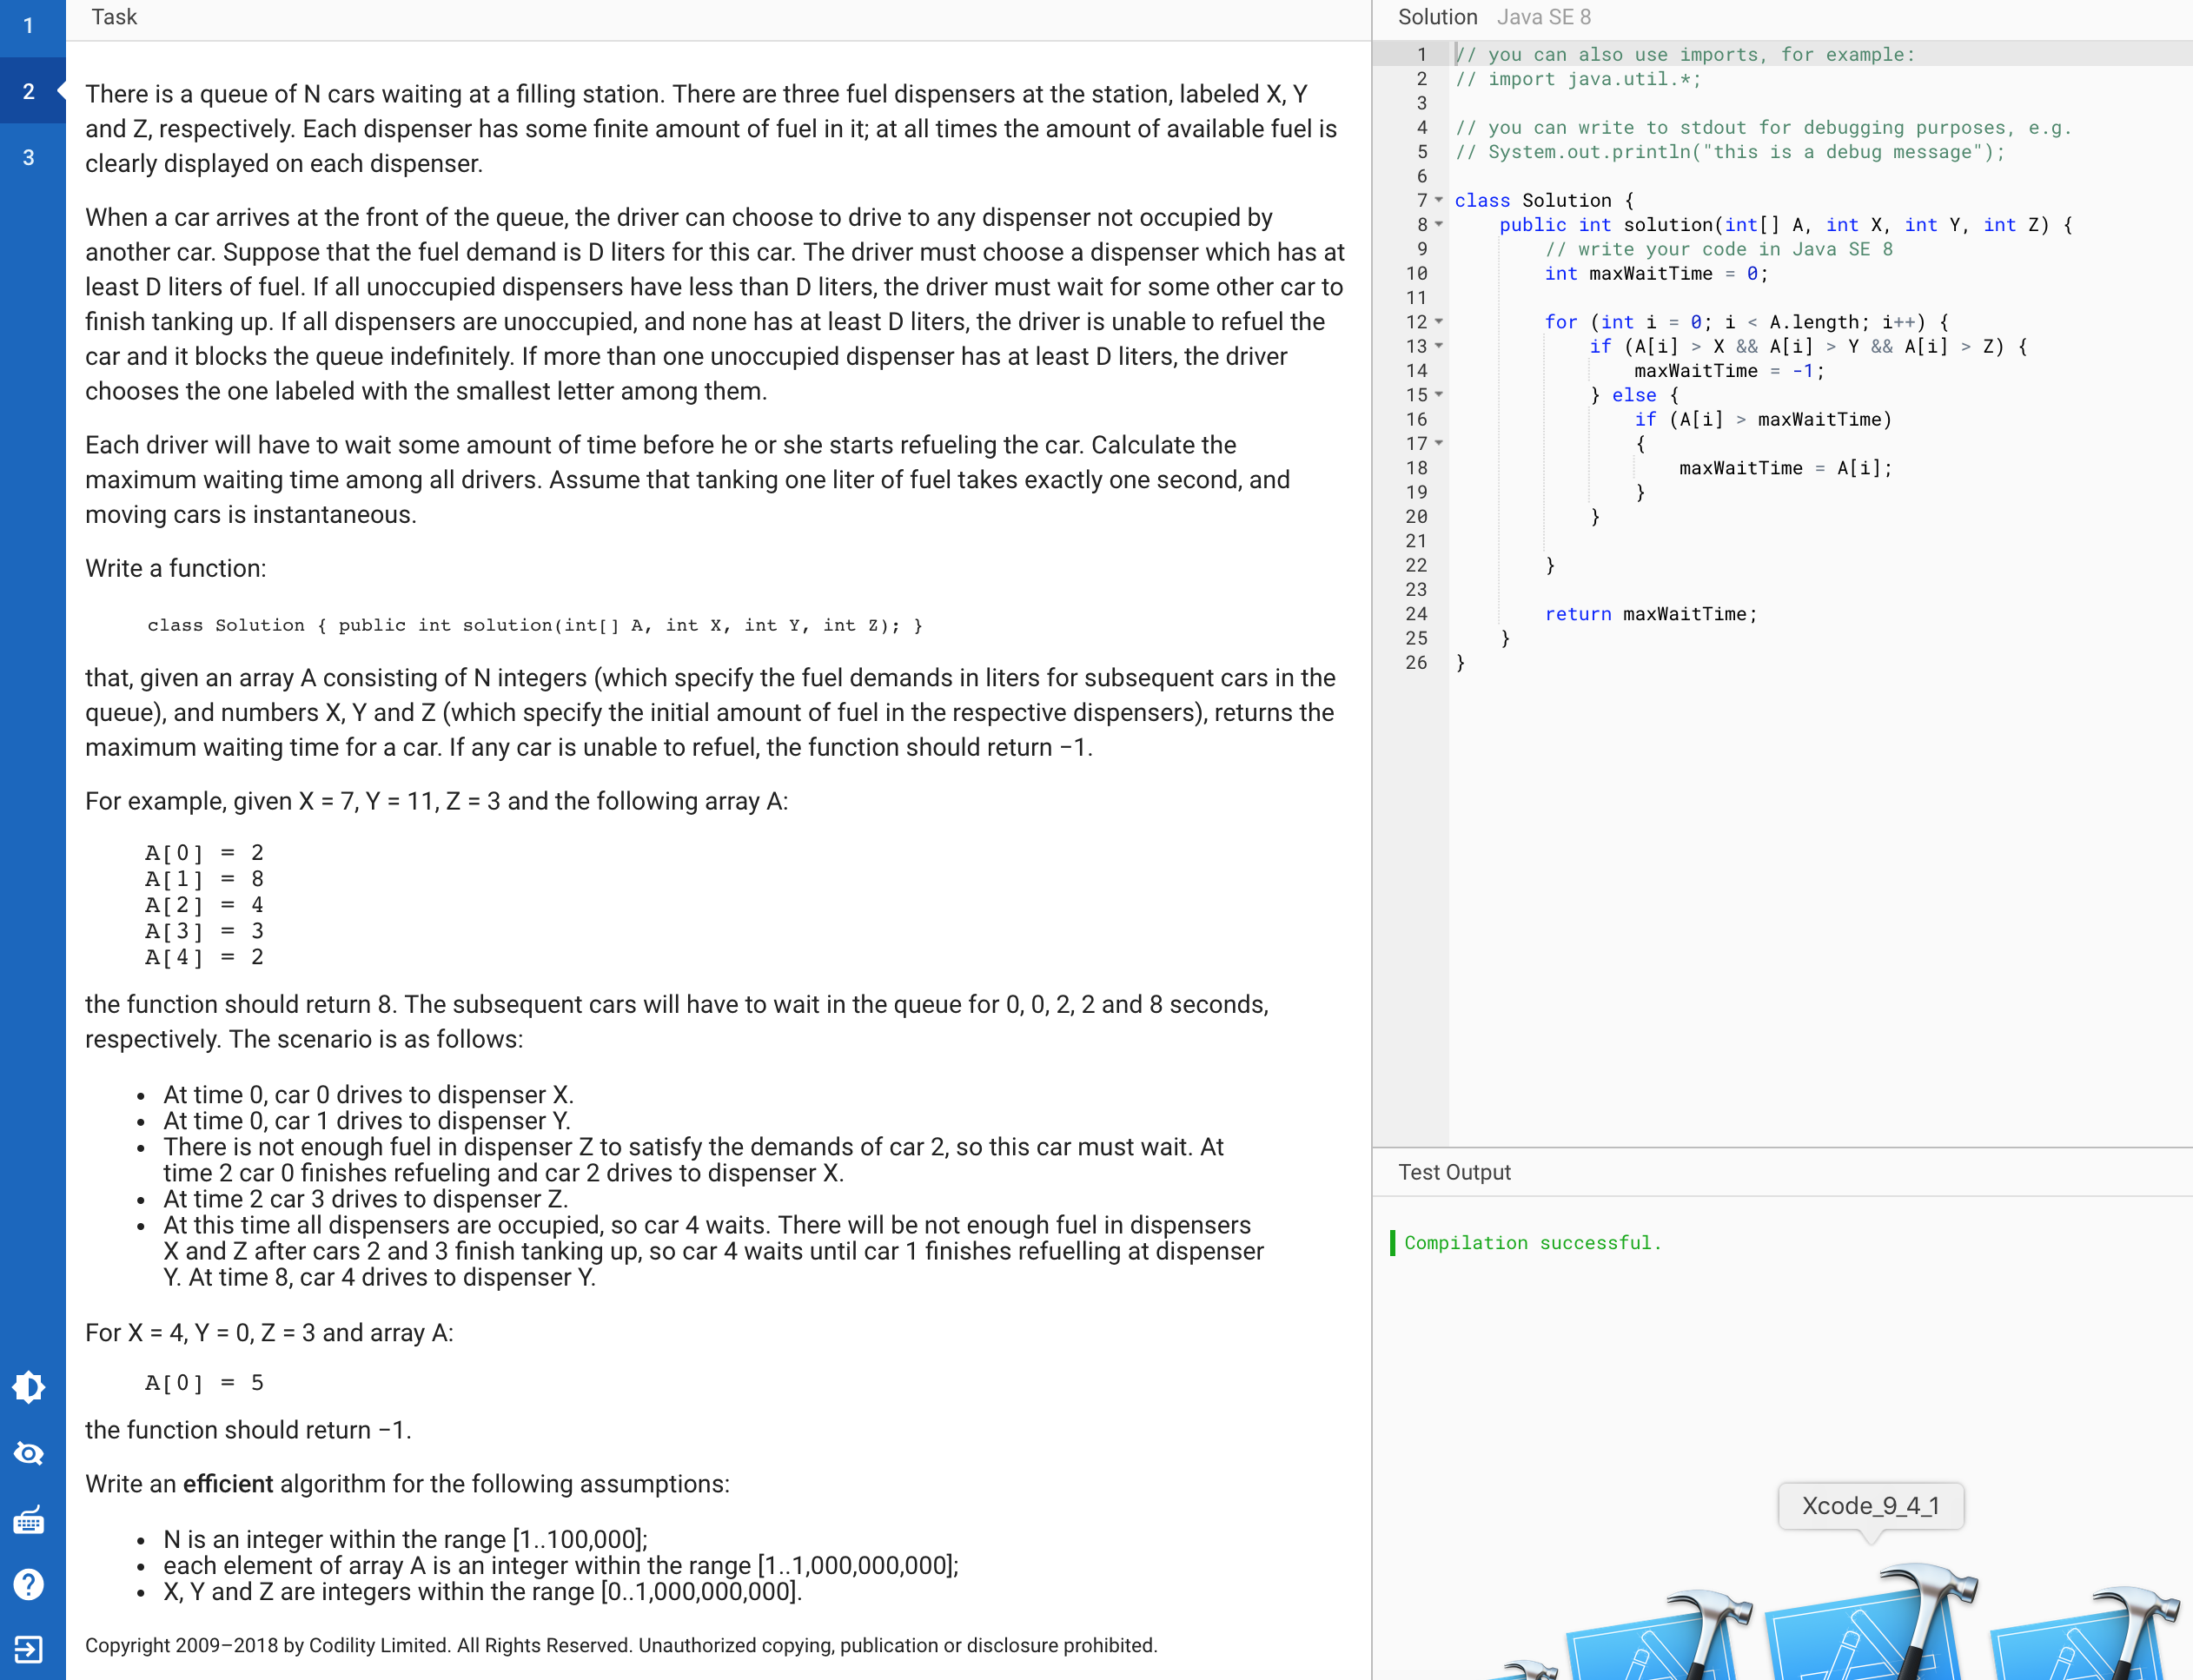 1
2
3
Task
There is a queue of N cars waiting at a filling station. There are three fuel dispensers at the station, labeled X, Y
and Z, respectively. Each dispenser has some finite amount of fuel in it; at all times the amount of available fuel is
clearly displayed on each dispenser.
When a car arrives at the front of the queue, the driver can choose to drive to any dispenser not occupied by
another car. Suppose that the fuel demand is D liters for this car. The driver must choose a dispenser which has at
least D liters of fuel. If all unoccupied dispensers have less than D liters, the driver must wait for some other car to
finish tanking up. If all dispensers are unoccupied, and none has at least D liters, the driver is unable to refuel the
car and it blocks the queue indefinitely. If more than one unoccupied dispenser has at least D liters, the driver
chooses the one labeled with the smallest letter among them.
Each driver will have to wait some amount of time before he or she starts refueling the car. Calculate the
maximum waiting time among all drivers. Assume that tanking one liter of fuel takes exactly one second, and
moving cars is instantaneous.
Write a function:
class Solution { public int solution(int[] A, int X, int Y, int Z); }
that, given an array A consisting of N integers (which specify the fuel demands in liters for subsequent cars in the
queue), and numbers X, Y and Z (which specify the initial amount of fuel in the respective dispensers), returns the
maximum waiting time for a car. If any car is unable to refuel, the function should return −1.
For example, given X = 7, Y = 11, Z = 3 and the following array A:
A[0] = 2
A[1] = 8
A[2] = 4
A[3] = 3
A[4] = 2
the function should return 8. The subsequent cars will have to wait in the queue for 0, 0, 2, 2 and 8 seconds,
respectively. The scenario is as follows:
• At time 0, car 0 drives to dispenser X.
• At time 0, car 1 drives to dispenser Y.
• There is not enough fuel in dispenser Z to satisfy the demands of car 2, so this car must wait. At
time 2 car 0 finishes refueling and car 2 drives to dispenser X.
• At time 2 car 3 drives to dispenser Z.
• At this time all dispensers are occupied, so car 4 waits. There will be not enough fuel in dispensers
X and Z after cars 2 and 3 finish tanking up, so car 4 waits until car 1 finishes refuelling at dispenser
Y. At time 8, car 4 drives to dispenser Y.
For X = 4, Y = 0, Z = 3 and array A:
A[0] = 5
the function should return −1.
Write an efficient algorithm for the following assumptions:
• N is an integer within the range [1..100,000];
• each element of array A is an integer within the range [1..1,000,000,000];
• X, Y and Z are integers within the range [0..1,000,000,000].
Copyright 2009–2018 by Codility Limited. All Rights Reserved. Unauthorized copying, publication or disclosure prohibited.
Solution Java SE 8
1 // you can also use imports, for example:
2 // import java.util.*;
3
4 // you can write to stdout for debugging purposes, e.g.
5 // System.out.println("this is a debug message");
6
7 class Solution {
8 public int solution(int[] A, int X, int Y, int Z) {
9 // write your code in Java SE 8
10 int maxWaitTime = 0;
11
12 for (int i = 0; i < A.length; i++) {
13 if (A[i] > X && A[i] > Y && A[i] > Z) {
14 maxWaitTime = -1;
15 } else {
16 if (A[i] > maxWaitTime)
17 {
18 maxWaitTime = A[i];
19 }
20 }
21
22 }
23
24 return maxWaitTime;
25 }
26 }
Test Output
Compilation successful.
Xcode_9_4_1